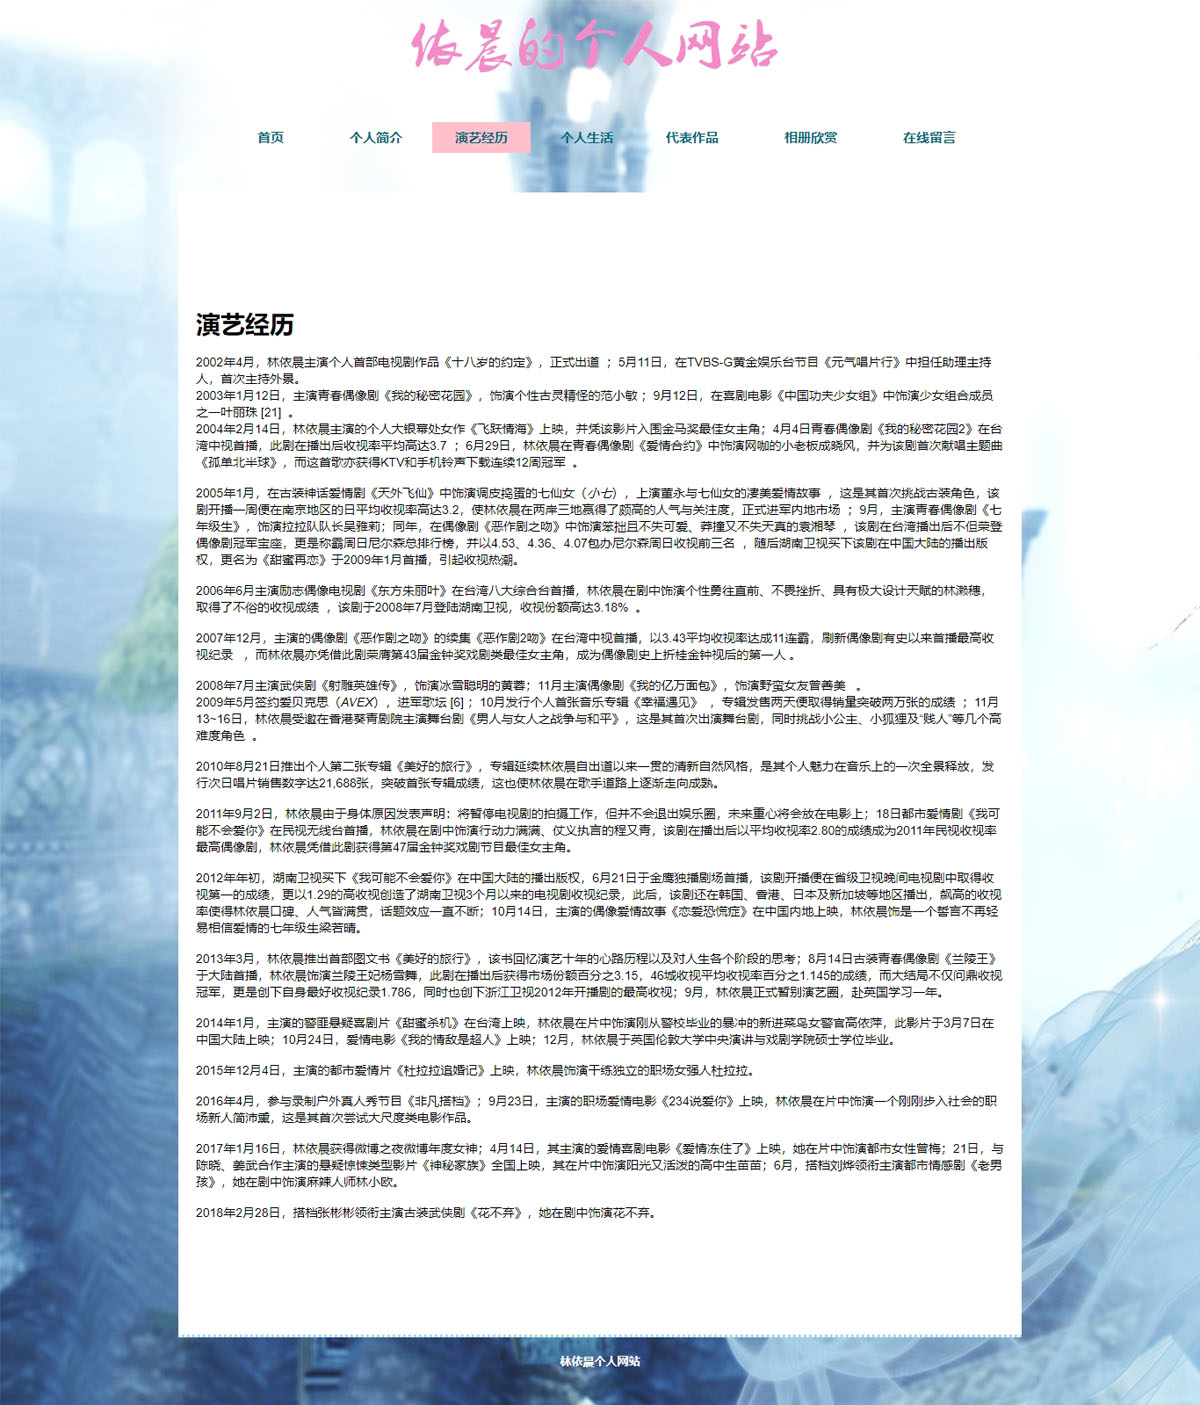 依晨的个人网站
首页 个人简介 演艺经历 个人生活 代表作品 相册欣赏 在线留言
演艺经历
2002年4月，林依晨主演个人首部电视剧作品《十八岁的约定》，正式出道 ；5月11日，在TVBS-G黄金娱乐台节目《元气唱片行》中担任助理主持
人，首次主持外景。
2003年1月12日，主演青春偶像剧《我的秘密花园》，饰演个性古灵精怪的范小敏 ；9月12日，在喜剧电影《中国功夫少女组》中饰演少女组合成员
之一叶丽珠 [21] 。
2004年2月14日，林依晨主演的个人大银幕处女作《飞跃情海》上映，并凭该影片入围金马奖最佳女主角；4月4日青春偶像剧《我的秘密花园2》在台
湾中视首播，此剧在播出后收视率平均高达3.7 ；6月29日，林依晨在青春偶像剧《爱情合约》中饰演网咖的小老板成晓风，并为该剧首次献唱主题曲
《孤单北半球》，而这首歌亦获得KTV和手机铃声下载连续12周冠军 。
2005年1月，在古装神话爱情剧《天外飞仙》中饰演调皮捣蛋的七仙女（小七），上演董永与七仙女的凄美爱情故事 ，这是其首次挑战古装角色，该
剧开播一周便在南京地区的日平均收视率高达3.2，使林依晨在两岸三地赢得了颇高的人气与关注度，正式进军内地市场 ；9月，主演青春偶像剧《七
年级生》，饰演拉拉队队长吴雅莉；同年，在偶像剧《恶作剧之吻》中饰演笨拙且不失可爱、莽撞又不失天真的袁湘琴 ，该剧在台湾播出后不但荣登
偶像剧冠军宝座，更是称霸周日尼尔森总排行榜，并以4.53、4.36、4.07包办尼尔森周日收视前三名 ，随后湖南卫视买下该剧在中国大陆的播出版
权，更名为《甜蜜再恋》于2009年1月首播，引起收视热潮。
2006年6月主演励志偶像电视剧《东方朱丽叶》在台湾八大综合台首播，林依晨在剧中饰演个性勇往直前、不畏挫折、具有极大设计天赋的林濑穗，
取得了不俗的收视成绩 ，该剧于2008年7月登陆湖南卫视，收视份额高达3.18% 。
2007年12月，主演的偶像剧《恶作剧之吻》的续集《恶作剧2吻》在台湾中视首播，以3.43平均收视率达成11连霸，刷新偶像剧有史以来首播最高收
视纪录 ，而林依晨亦凭借此剧荣膺第43届金钟奖戏剧类最佳女主角，成为偶像剧史上折桂金钟视后的第一人 。
2008年7月主演武侠剧《射雕英雄传》，饰演冰雪聪明的黄蓉；11月主演偶像剧《我的亿万面包》，饰演野蛮女友曾善美 。
2009年5月签约爱贝克思（AVEX），进军歌坛 [6] ；10月发行个人首张音乐专辑《幸福遇见》 ，专辑发售两天便取得销量突破两万张的成绩 ；11月
13~16日，林依晨受邀在香港葵青剧院主演舞台剧《男人与女人之战争与和平》，这是其首次出演舞台剧，同时挑战小公主、小狐狸及“贱人”等几个高
难度角色 。
2010年8月21日推出个人第二张专辑《美好的旅行》，专辑延续林依晨自出道以来一贯的清新自然风格，是其个人魅力在音乐上的一次全景释放，发
行次日唱片销售数字达21,688张，突破首张专辑成绩，这也使林依晨在歌手道路上逐渐走向成熟。
2011年9月2日，林依晨由于身体原因发表声明：将暂停电视剧的拍摄工作，但并不会退出娱乐圈，未来重心将会放在电影上；18日都市爱情剧《我可
能不会爱你》在民视无线台首播，林依晨在剧中饰演行动力满满、仗义执言的程又青，该剧在播出后以平均收视率2.80的成绩成为2011年民视收视率
最高偶像剧，林依晨凭借此剧获得第47届金钟奖戏剧节目最佳女主角。
2012年年初，湖南卫视买下《我可能不会爱你》在中国大陆的播出版权，6月21日于金鹰独播剧场首播，该剧开播便在省级卫视晚间电视剧中取得收
视第一的成绩，更以1.29的高收视创造了湖南卫视3个月以来的电视剧收视纪录，此后，该剧还在韩国、香港、日本及新加坡等地区播出，飙高的收视
率使得林依晨口碑、人气皆满贯，话题效应一直不断；10月14日，主演的偶像爱情故事《恋爱恐慌症》在中国内地上映，林依晨饰是一个誓言不再轻
易相信爱情的七年级生梁若晴。
2013年3月，林依晨推出首部图文书《美好的旅行》，该书回忆演艺十年的心路历程以及对人生各个阶段的思考；8月14日古装青春偶像剧《兰陵王》
于大陆首播，林依晨饰演兰陵王妃杨雪舞，此剧在播出后获得市场份额百分之3.15，46城收视平均收视率百分之1.145的成绩，而大结局不仅问鼎收视
冠军，更是创下自身最好收视纪录1.786，同时也创下浙江卫视2012年开播剧的最高收视；9月，林依晨正式暂别演艺圈，赴英国学习一年。
2014年1月，主演的警匪悬疑喜剧片《甜蜜杀机》在台湾上映，林依晨在片中饰演刚从警校毕业的暴冲的新进菜鸟女警官高依萍，此影片于3月7日在
中国大陆上映；10月24日，爱情电影《我的情敌是超人》上映；12月，林依晨于英国伦敦大学中央演讲与戏剧学院硕士学位毕业。
2015年12月4日，主演的都市爱情片《杜拉拉追婚记》上映，林依晨饰演干练独立的职场女强人杜拉拉。
2016年4月，参与录制户外真人秀节目《非凡搭档》；9月23日，主演的职场爱情电影《234说爱你》上映，林依晨在片中饰演一个刚刚步入社会的职
场新人简沛熏，这是其首次尝试大尺度类电影作品。
2017年1月16日，林依晨获得微博之夜微博年度女神；4月14日，其主演的爱情喜剧电影《爱情冻住了》上映，她在片中饰演都市女性曾梅；21日，与
陈晓、姜武合作主演的悬疑惊悚类型影片《神秘家族》全国上映，其在片中饰演阳光又活泼的高中生苗苗；6月，搭档刘烨领衔主演都市情感剧《老男
孩》，她在剧中饰演麻辣人师林小欧。
2018年2月28日，搭档张彬彬领衔主演古装武侠剧《花不弃》，她在剧中饰演花不弃。
林依晨个人网站